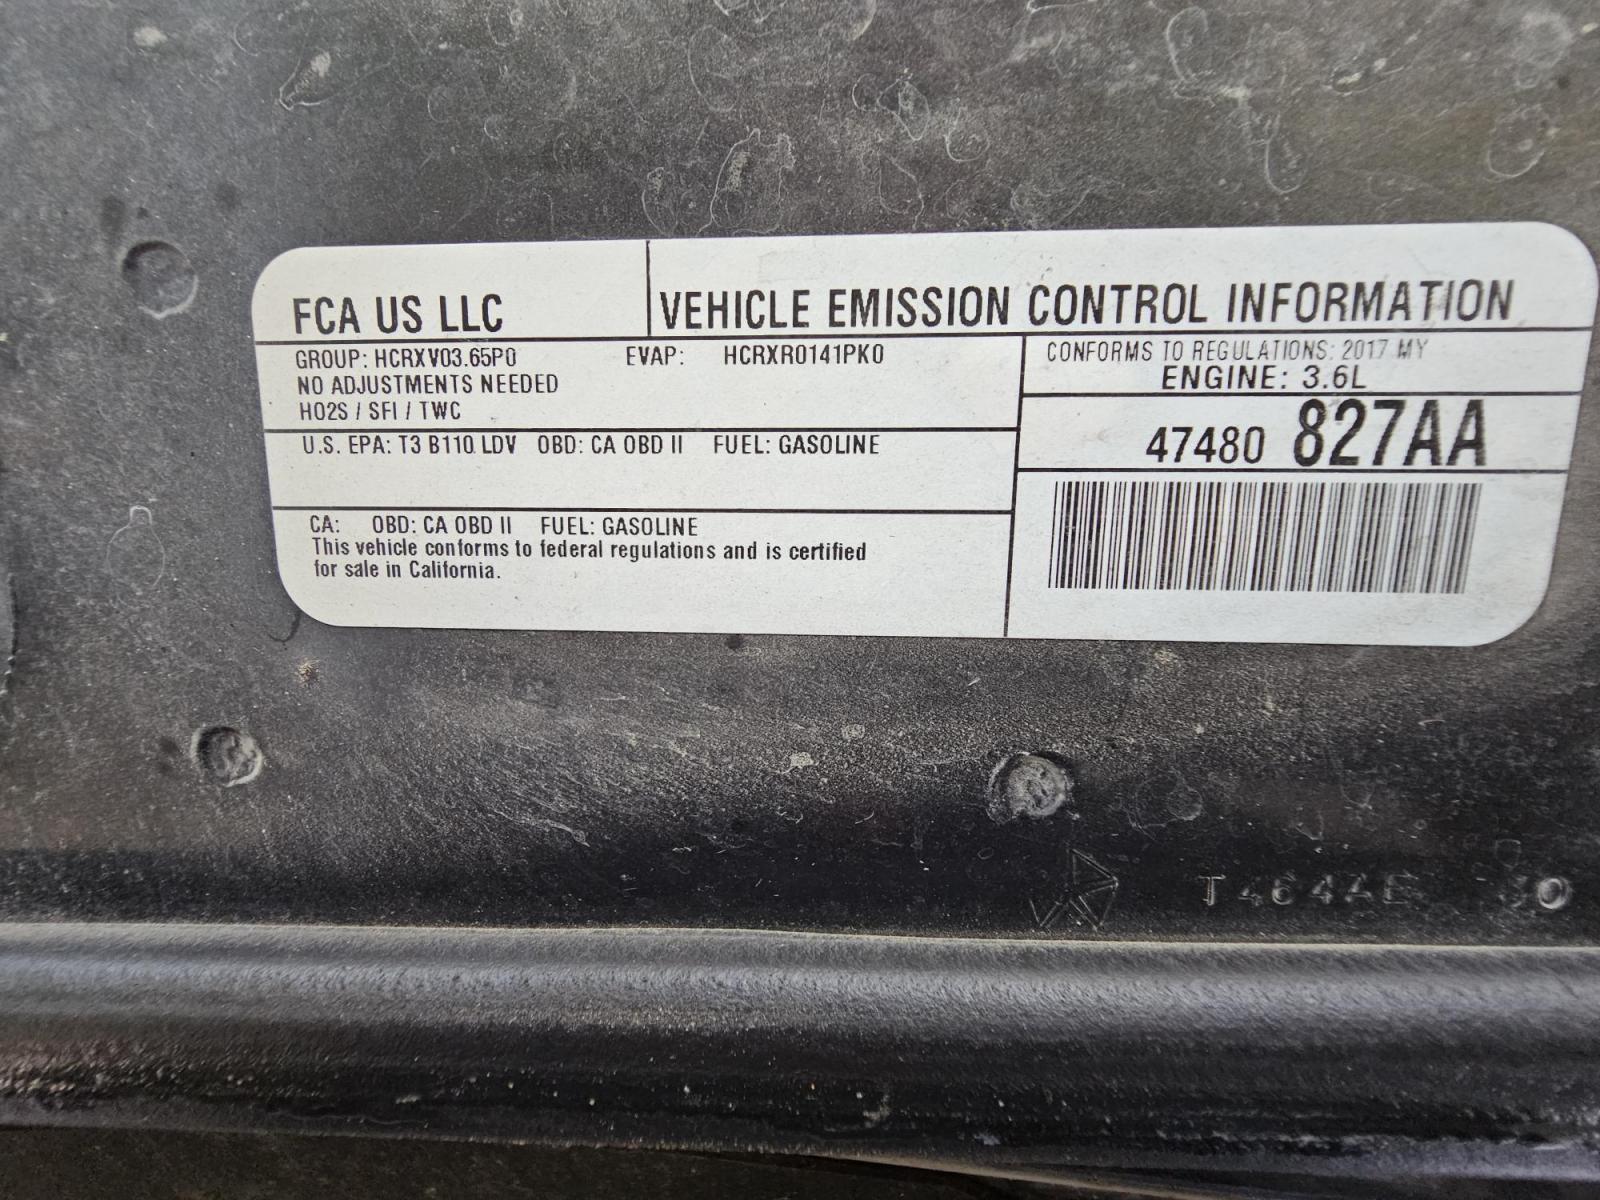 FCA US LLC
VEHICLE EMISSION CONTROL INFORMATION
GROUP: HCRXV03.65P0 EVAP: HCRXR0141PK0
NO ADJUSTMENTS NEEDED
HO2S / SFI / TWC
CONFORMS TO REGULATIONS: 2017 MY
ENGINE: 3.6L
47480 827AA
U.S. EPA: T3 B110 LDV OBD: CA OBD II FUEL: GASOLINE
CA: OBD: CA OBD II FUEL: GASOLINE
This vehicle conforms to federal regulations and is certified
for sale in California.